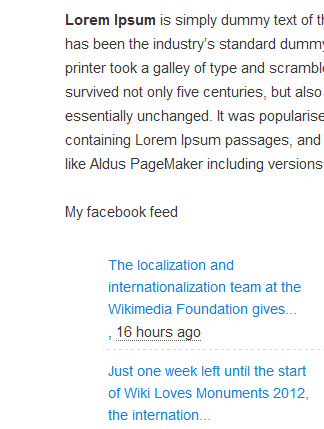 Lorem Ipsum is simply dummy text of
has been the industry's standard dummy
printer took a galley of type and
survived not only five centuries, but also
essentially unchanged. It was
containing Lorem Ipsum passages, and
like Aldus PageMaker including versions
My facebook feed
The localization and
internationalization team at the
Wikimedia Foundation gives...
, 16 hours ago
Just one week left until the start
of Wiki Loves Monuments 2012,
the internation...